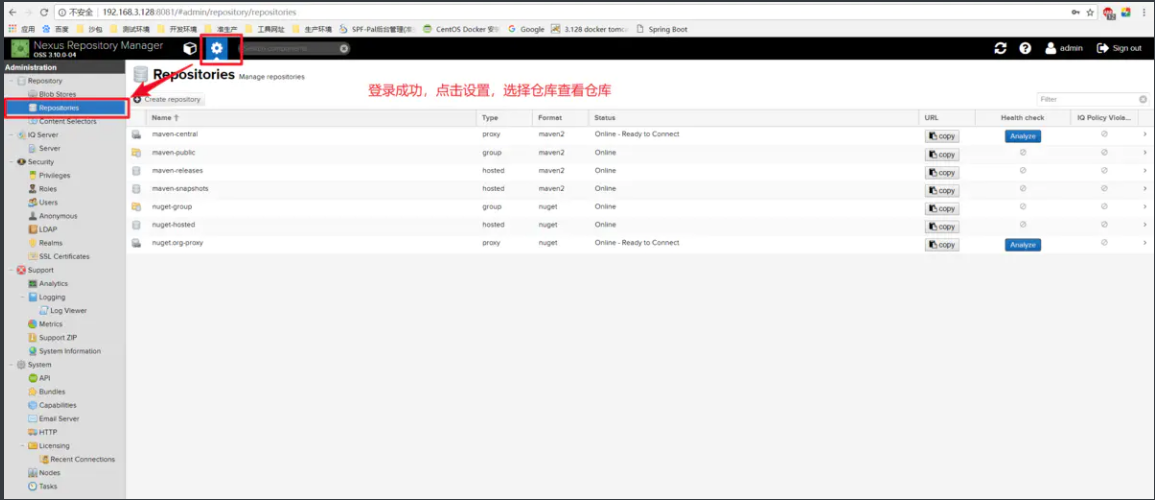 不安全 192.168.3.128:8081/#admin/repository/repositories
应用 百度 沙包 测试环境 开发环境 准生产 工具网址 生产环境 SPF-Pal后台管理(准 CentOS Docker 安 Google 3.128 docker tomc Spring Boot
Nexus Repository Manager
OSS 3.10.0-04
Search components
admin Sign out
Administration
Repository
Blob Stores
Repositories
Content Selectors
IQ Server
Server
Security
Privileges
Roles
Users
Anonymous
LDAP
Realms
SSL Certificates
Support
Analytics
Logging
Log Viewer
Metrics
Support ZIP
System Information
System
API
Bundles
Capabilities
Email Server
HTTP
Licensing
Recent Connections
Nodes
Tasks
Repositories Manage repositories
登录成功，点击设置，选择仓库查看仓库
Create repository
Filter
Name Type Format Status URL Health check IQ Policy Viola...
maven-central proxy maven2 Online - Ready to Connect copy Analyze
maven-public group maven2 Online copy
maven-releases hosted maven2 Online copy
maven-snapshots hosted maven2 Online copy
nuget-group group nuget Online copy
nuget-hosted hosted nuget Online copy
nuget.org-proxy proxy nuget Online - Ready to Connect copy Analyze